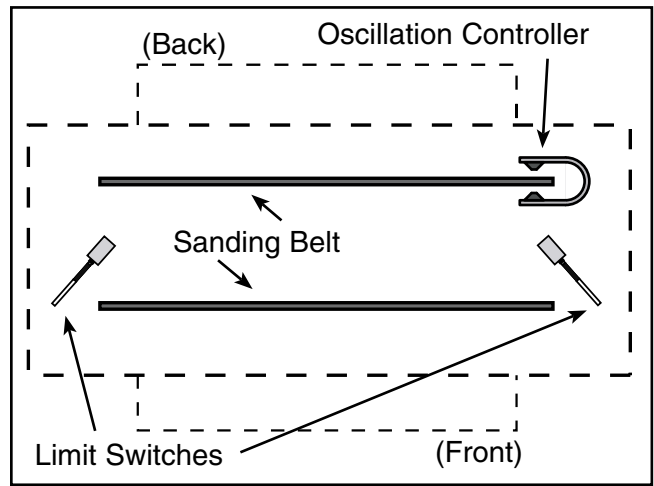 Oscillation Controller
(Back)
Sanding Belt
Limit Switches
(Front)